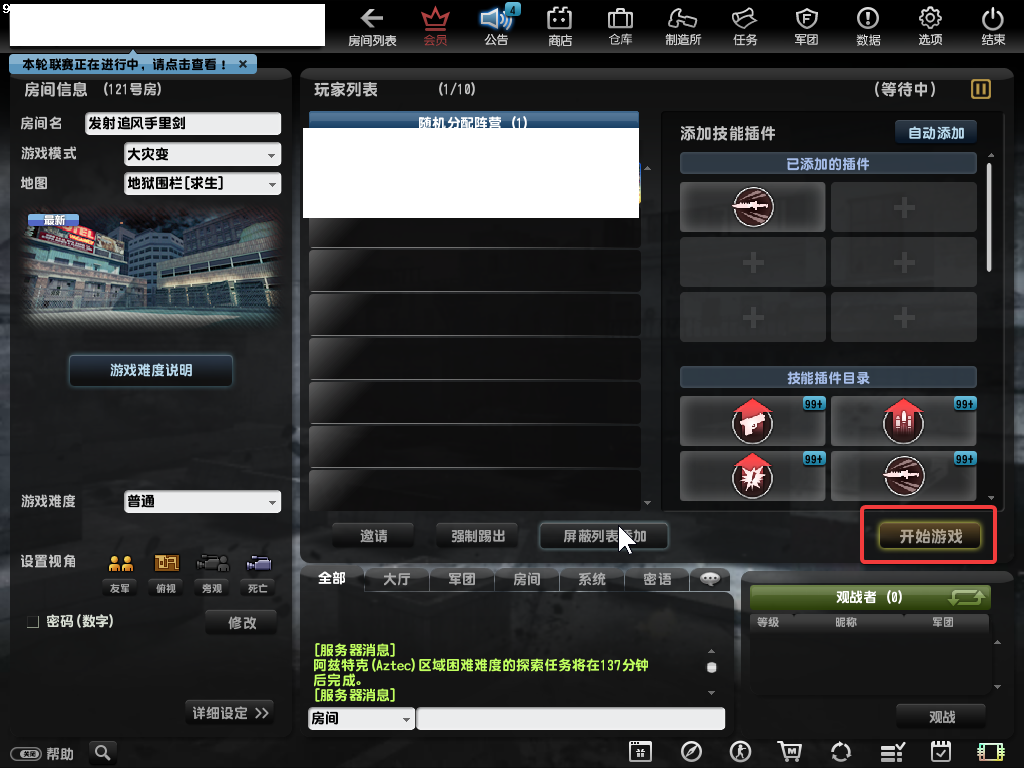 9
4
房间列表 会员 公告 商店 仓库 制造所 任务 军团 数据 选项 结束
本轮联赛正在进行中，请点击查看！ ×
房间信息 (121号房)
房间名 发射追风手里剑
游戏模式 大灾变
地图 地狱围栏[求生]
最新
HOTEL
游戏难度说明
游戏难度 普通
设置视角
友军 俯视 旁观 死亡
密码(数字) 修改
详细设定 >>
帮助
玩家列表 (1/10) (等待中)
随机分配阵营 (1)
邀请 强制踢出 屏蔽列表添加
添加技能插件 自动添加
已添加的插件
技能插件目录
99+ 99+
99+ 99+
开始游戏
全部 大厅 军团 房间 系统 密语
[服务器消息]
阿兹特克(Aztec)区域困难难度的探索任务将在137分钟
后完成。
[服务器消息]
房间
观战者 (0)
等级 昵称 军团
观战